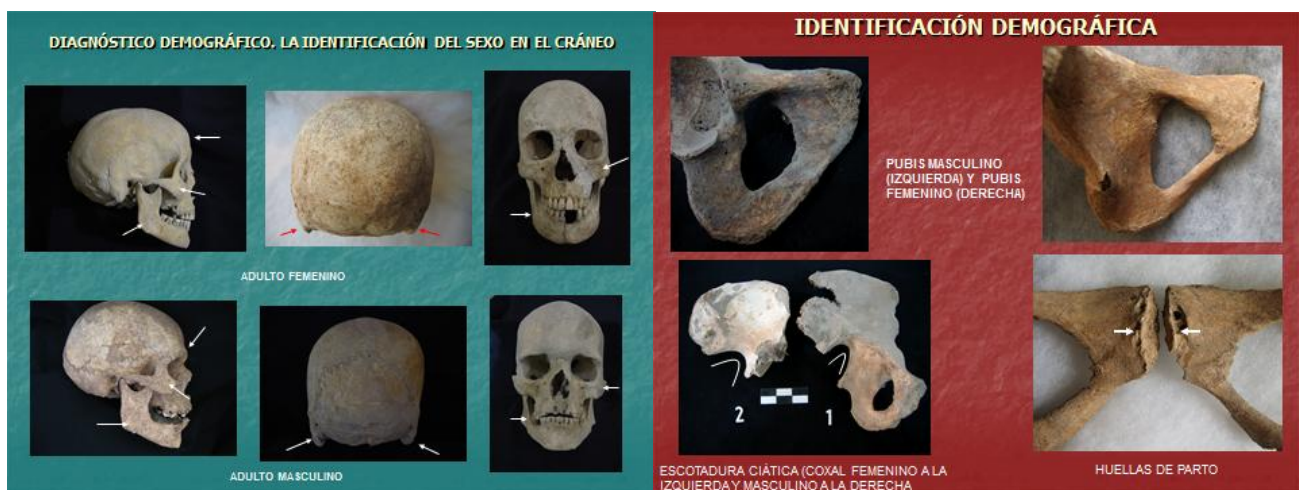 DIAGNÓSTICO DEMOGRÁFICO. LA IDENTIFICACIÓN DEL SEXO EN EL CRÁNEO
ADULTO FEMENINO
ADULTO MASCULINO
IDENTIFICACIÓN DEMOGRÁFICA
PUBIS MASCULINO
(IZQUIERDA) Y PUBIS
FEMENINO (DERECHA)
2
1
ESCOTADURA CIÁTICA (COXAL FEMENINO A LA
IZQUIERDA Y MASCULINO A LA DERECHA
HUELLAS DE PARTO